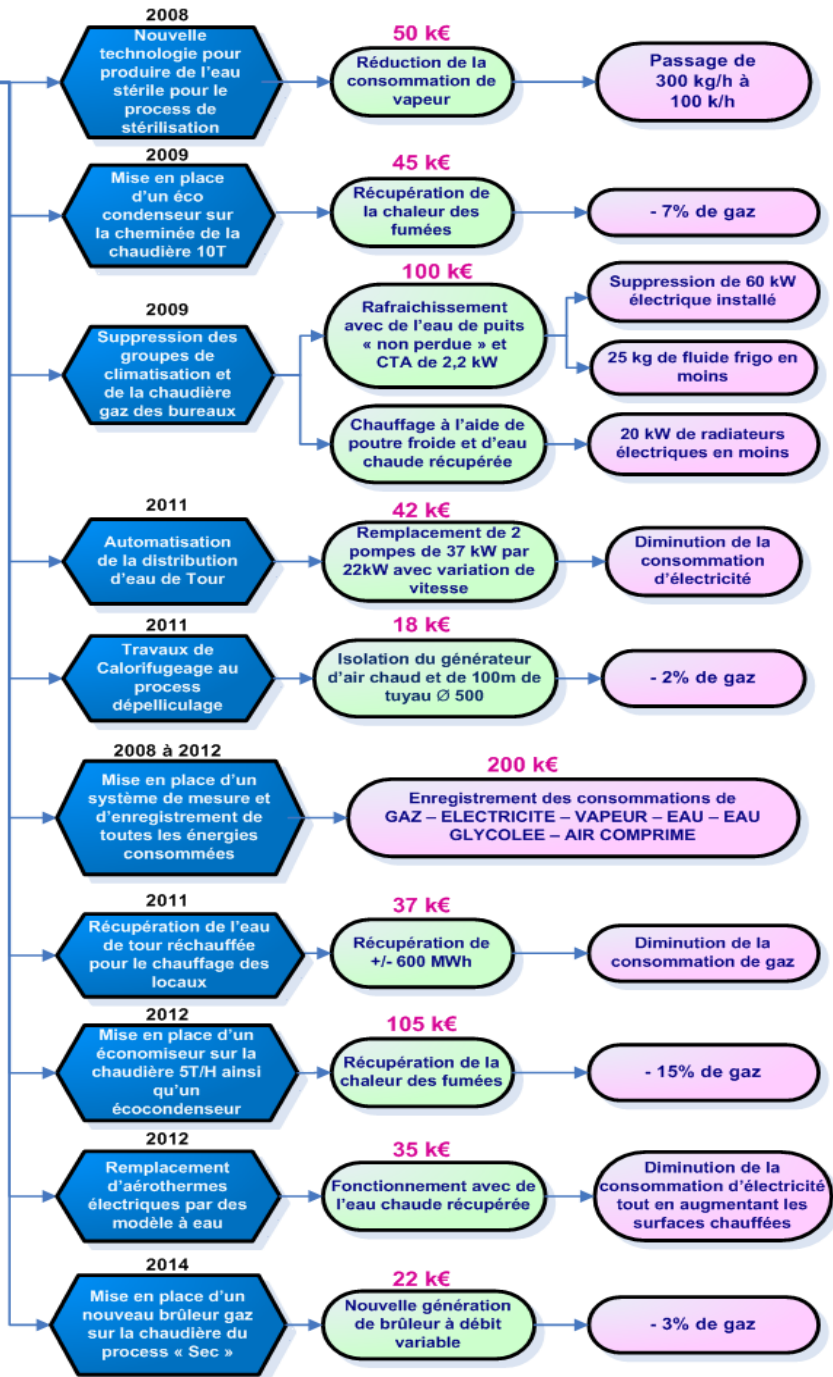 2008
Nouvelle
technologie pour
produire de l'eau
stérile pour le
process de
stérilisation
50 k€
Réduction de la
consommation de
vapeur
Passage de
300 kg/h à
100 k/h
2009
Mise en place
d'un éco
condenseur sur
la cheminée de la
chaudière 10T
45 k€
Récupération de
la chaleur des
fumées
- 7% de gaz
2009
Suppression des
groupes de
climatisation et
de la chaudière
gaz des bureaux
100 k€
Rafraichissement
avec de l'eau de puits
« non perdue » et
CTA de 2,2 kW
Suppression de 60 kW
électrique installé
25 kg de fluide frigo en
moins
Chauffage à l'aide de
poutre froide et d'eau
chaude récupérée
20 kW de radiateurs
électriques en moins
2011
Automatisation
de la distribution
d'eau de Tour
42 k€
Remplacement de 2
pompes de 37 kW par
22kW avec variation de
vitesse
Diminution de la
consommation
d'électricité
2011
Travaux de
Calorifugeage au
process
dépelliculage
18 k€
Isolation du générateur
d'air chaud et de 100m de
tuyau Ø 500
- 2% de gaz
2008 à 2012
Mise en place d'un
système de mesure et
d'enregistrement de
toutes les énergies
consommées
200 k€
Enregistrement des consommations de
GAZ – ELECTRICITE – VAPEUR – EAU – EAU
GLYCOLEE – AIR COMPRIME
2011
Récupération de l'eau
de tour réchauffée
pour le chauffage des
locaux
37 k€
Récupération de
+/- 600 MWh
Diminution de la
consommation de gaz
2012
Mise en place d'un
économiseur sur la
chaudière 5T/H ainsi
qu'un
écocondenseur
105 k€
Récupération de la
chaleur des fumées
- 15% de gaz
2012
Remplacement
d'aérothermes
électriques par des
modèle à eau
35 k€
Fonctionnement avec de
l'eau chaude récupérée
Diminution de la
consommation d'électricité
tout en augmentant les
surfaces chauffées
2014
Mise en place d'un
nouveau brûleur gaz
sur la chaudière du
process « Sec »
22 k€
Nouvelle génération
de brûleur à débit
variable
- 3% de gaz